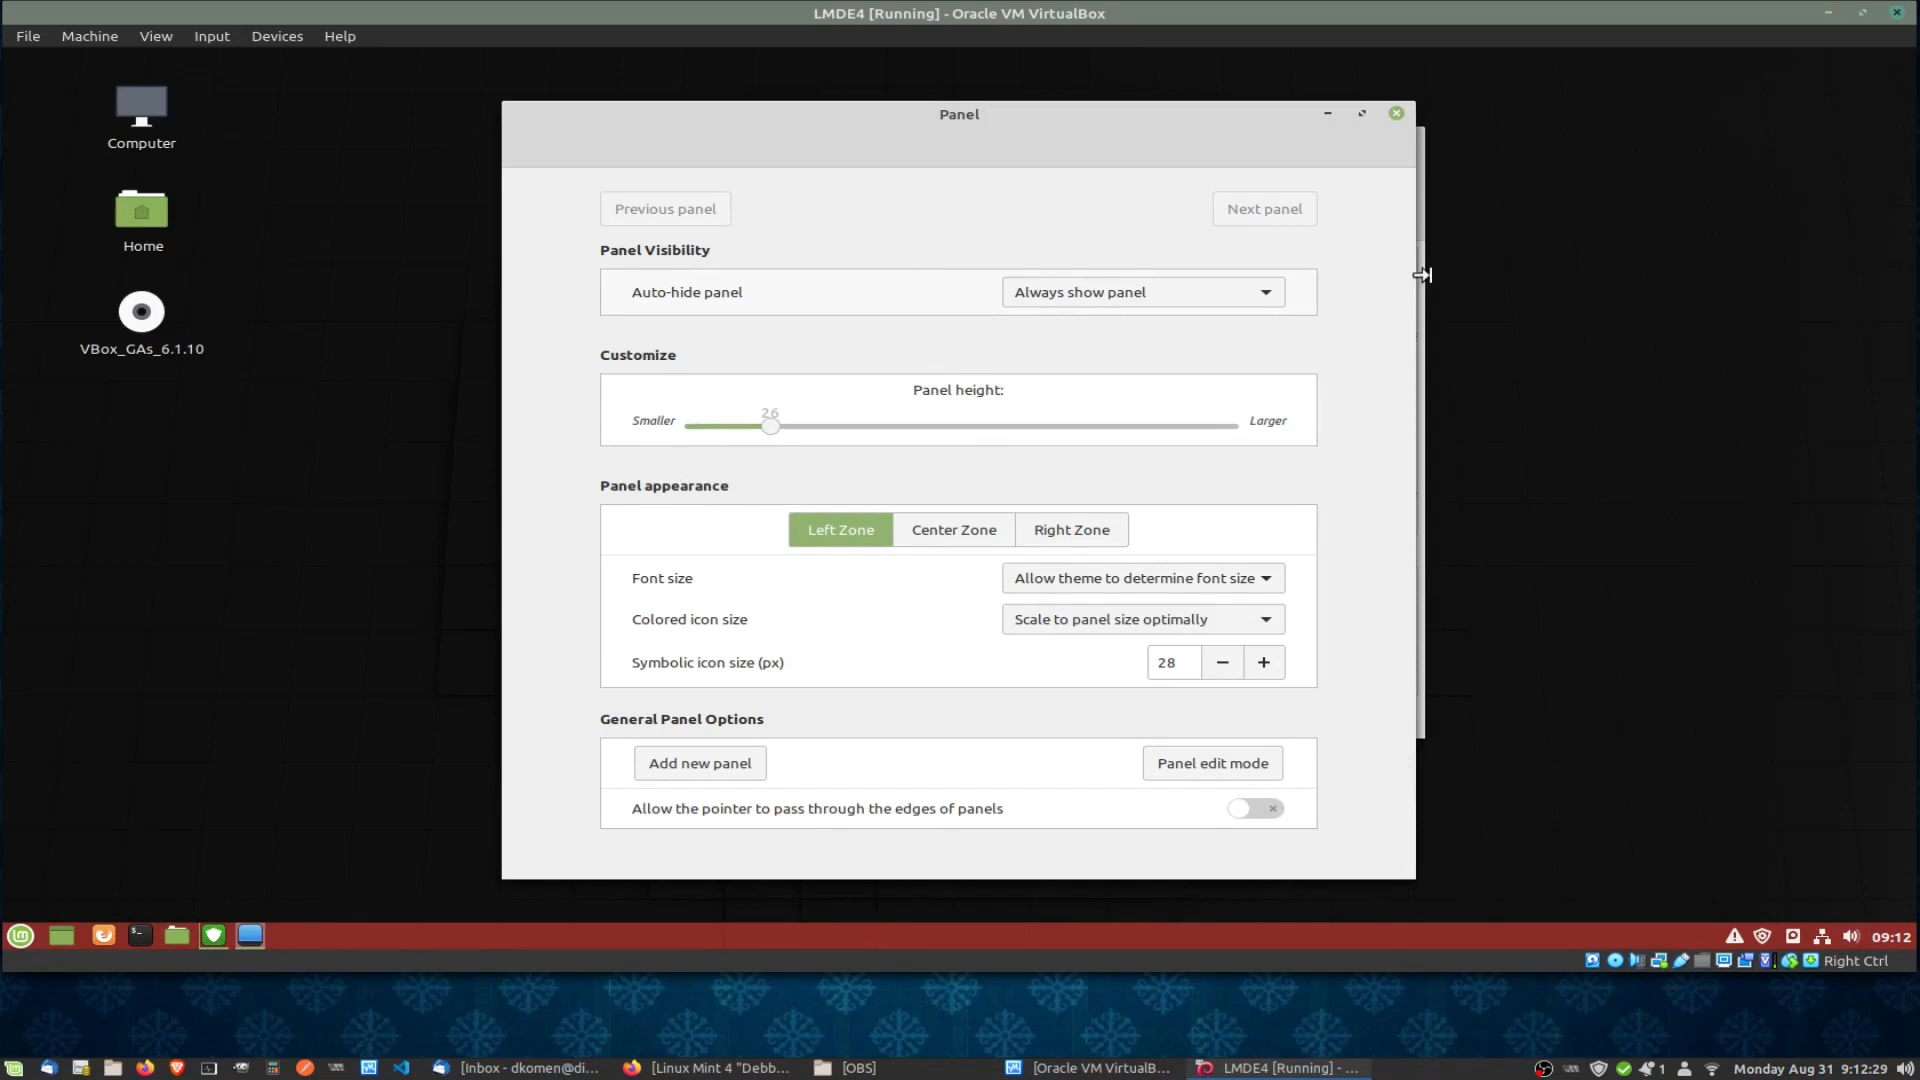 LMDE4 [Running] - Oracle VM VirtualBox
File Machine View Input Devices Help
Computer
Home
VBox_GAs_6.1.10
Panel
Previous panel Next panel
Panel Visibility
Auto-hide panel Always show panel
Customize
Panel height:
26
Smaller Larger
Panel appearance
Left Zone Center Zone Right Zone
Font size Allow theme to determine font size
Colored icon size Scale to panel size optimally
Symbolic icon size (px) 28 − +
General Panel Options
Add new panel Panel edit mode
Allow the pointer to pass through the edges of panels
09:12
Right Ctrl
[Inbox - dkomen@di... [Linux Mint 4 "Debb... [OBS] [Oracle VM VirtualB... LMDE4 [Running] - ... 1 Monday Aug 31 9:12:29